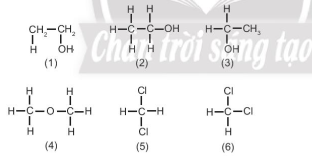 H H H
CH₂—CH₂ H—C—C—OH H—C—CH₃
H OH H H OH
Chân trời sáng tạo
(1) (2) (3)
H H Cl Cl
H—C—O—C—H H—C—H H—C—Cl
H H Cl H
(4) (5) (6)